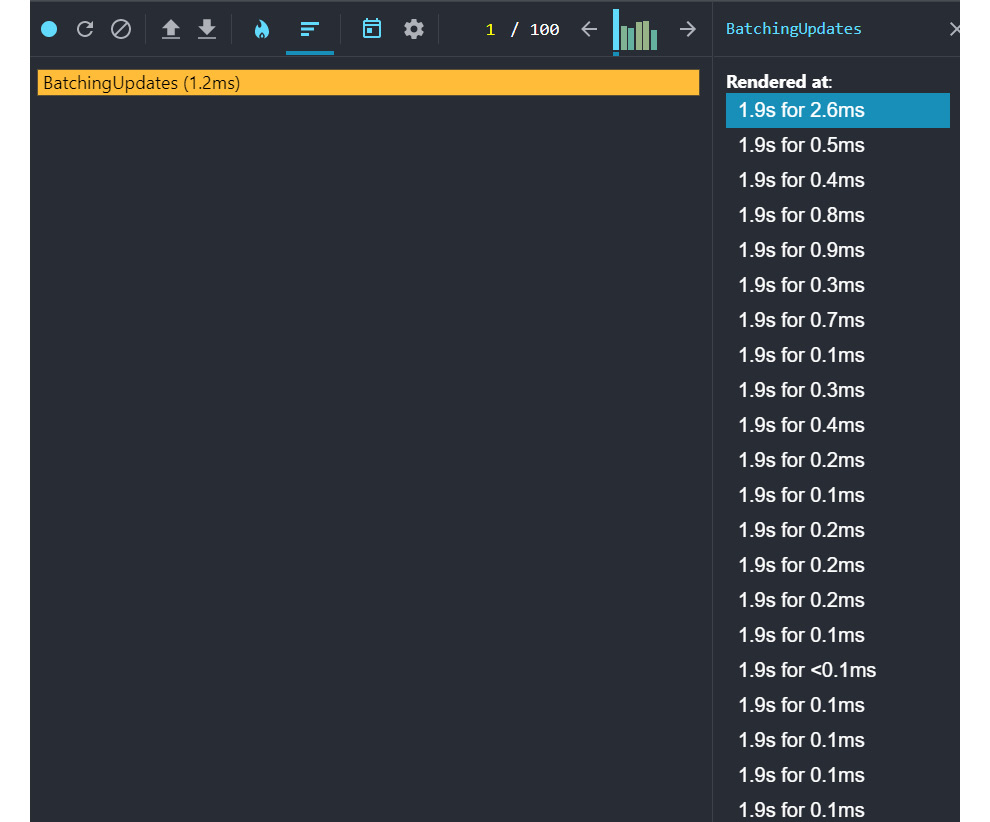 1 / 100
BatchingUpdates
BatchingUpdates (1.2ms)
Rendered at:
1.9s for 2.6ms
1.9s for 0.5ms
1.9s for 0.4ms
1.9s for 0.8ms
1.9s for 0.9ms
1.9s for 0.3ms
1.9s for 0.7ms
1.9s for 0.1ms
1.9s for 0.3ms
1.9s for 0.4ms
1.9s for 0.2ms
1.9s for 0.1ms
1.9s for 0.2ms
1.9s for 0.2ms
1.9s for 0.2ms
1.9s for 0.1ms
1.9s for <0.1ms
1.9s for 0.1ms
1.9s for 0.1ms
1.9s for 0.1ms
1.9s for 0.1ms